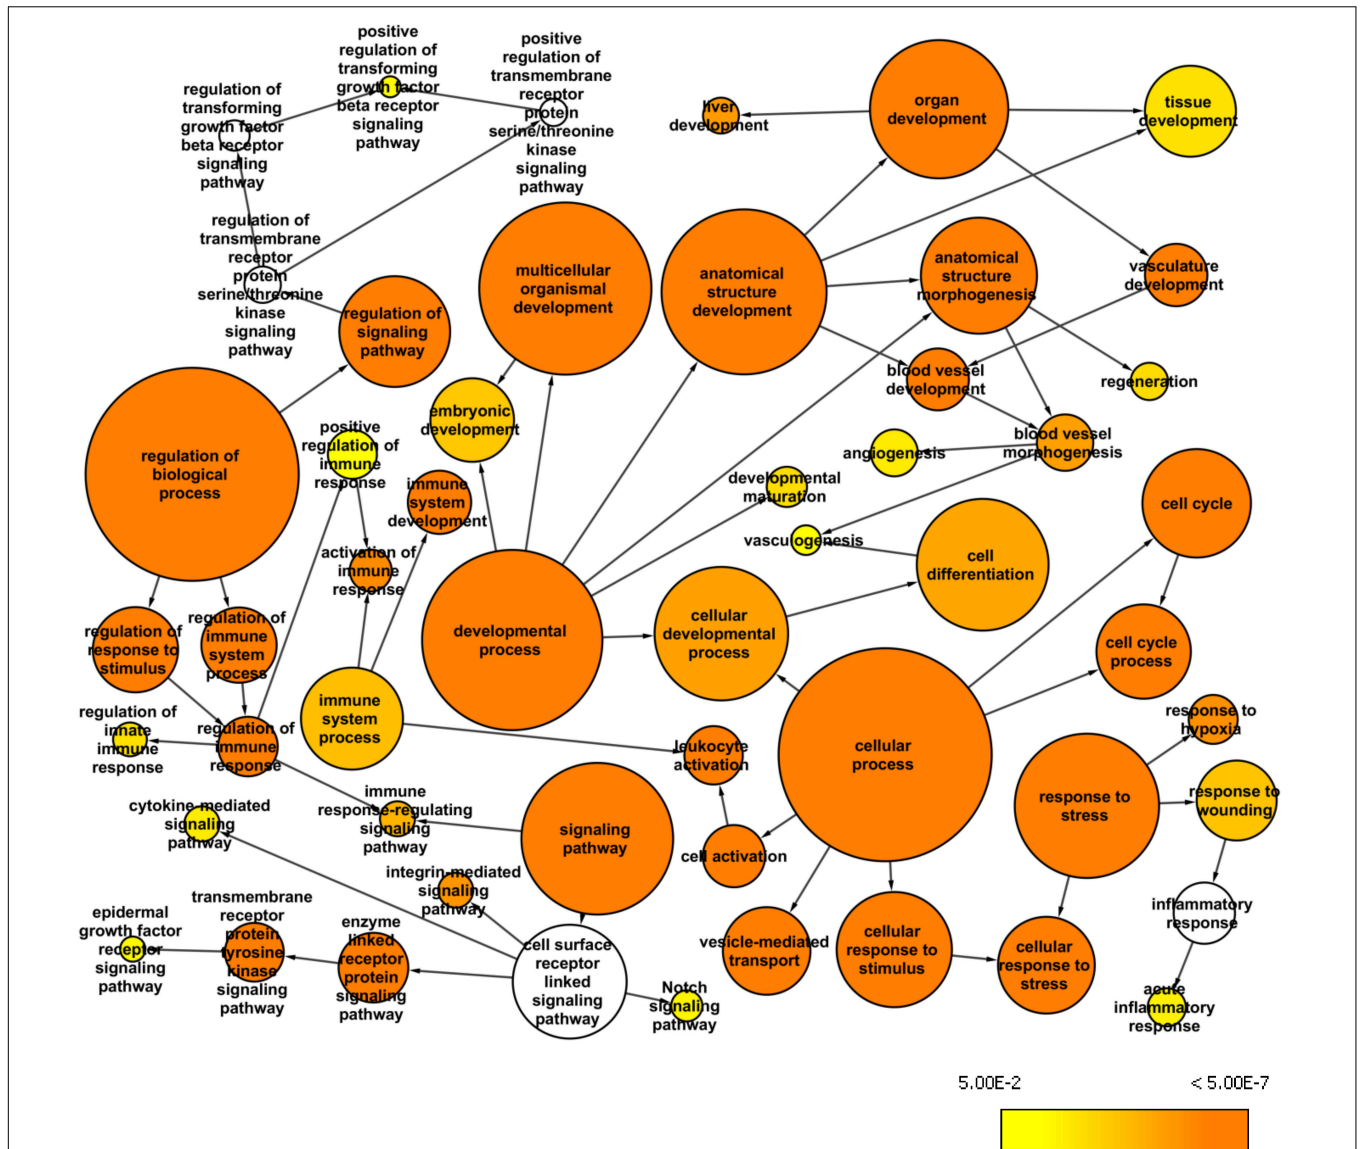 positive
regulation of
transforming
growth factor
beta receptor
signaling
pathway
positive
regulation of
transmembrane
receptor
protein
serine/threonine
kinase
signaling
pathway
regulation of
transforming
growth factor
beta receptor
signaling
pathway
liver
development
organ
development
tissue
development
regulation of
transmembrane
receptor
protein
serine/threonine
kinase
signaling
pathway
regulation of
signaling
pathway
multicellular
organismal
development
anatomical
structure
development
anatomical
structure
morphogenesis
vasculature
development
blood vessel
development
regeneration
embryonic
development
positive
regulation of
immune
response
regulation of
biological
process
immune
system
development
angiogenesis
blood vessel
morphogenesis
developmental
maturation
cell cycle
vasculogenesis
cell
differentiation
activation of
immune
response
regulation of
response to
stimulus
regulation of
immune
system
process
developmental
process
cellular
developmental
process
cell cycle
process
immune
system
process
regulation of
innate
immune
response
regulation of
immune
response
leukocyte
activation
cellular
process
response to
hypoxia
response to
stress
response to
wounding
cytokine-mediated
signaling
pathway
immune
response-regulating
signaling
pathway
signaling
pathway
cell activation
integrin-mediated
signaling
pathway
epidermal
growth factor
receptor
signaling
pathway
transmembrane
receptor
protein
tyrosine
kinase
signaling
pathway
enzyme
linked
receptor
protein
signaling
pathway
cell surface
receptor
linked
signaling
pathway
Notch
signaling
pathway
vesicle-mediated
transport
cellular
response to
stimulus
cellular
response to
stress
inflammatory
response
acute
inflammatory
response
5.00E-2
< 5.00E-7